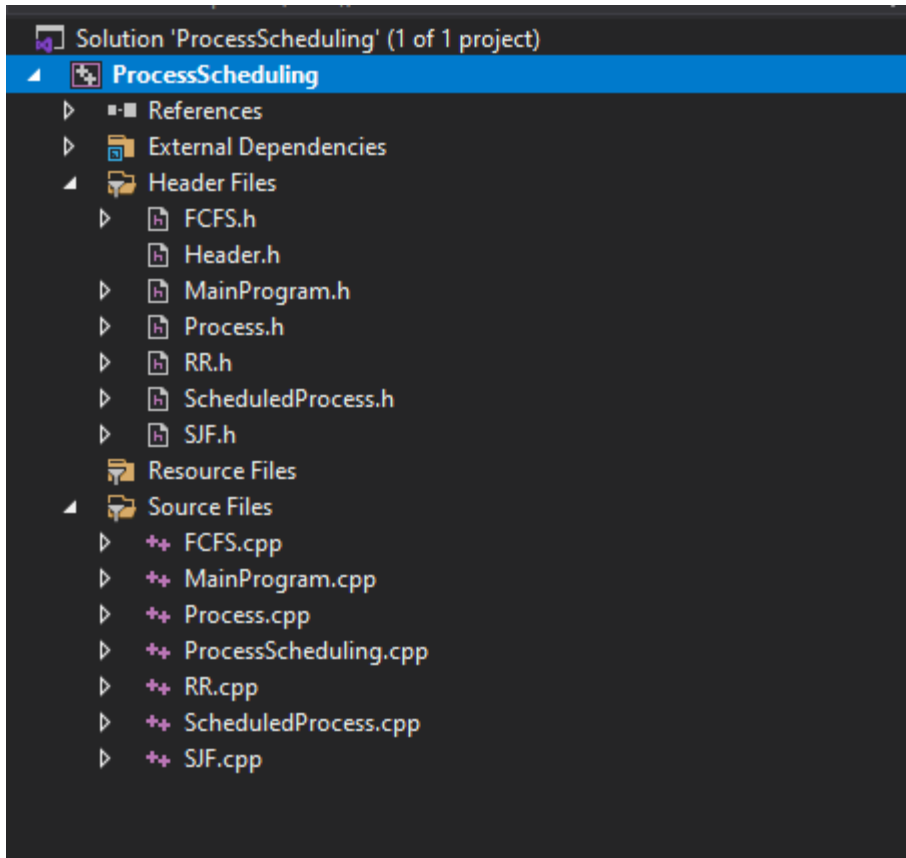 Solution 'ProcessScheduling' (1 of 1 project)
ProcessScheduling
References
External Dependencies
Header Files
FCFS.h
Header.h
MainProgram.h
Process.h
RR.h
ScheduledProcess.h
SJF.h
Resource Files
Source Files
FCFS.cpp
MainProgram.cpp
Process.cpp
ProcessScheduling.cpp
RR.cpp
ScheduledProcess.cpp
SJF.cpp